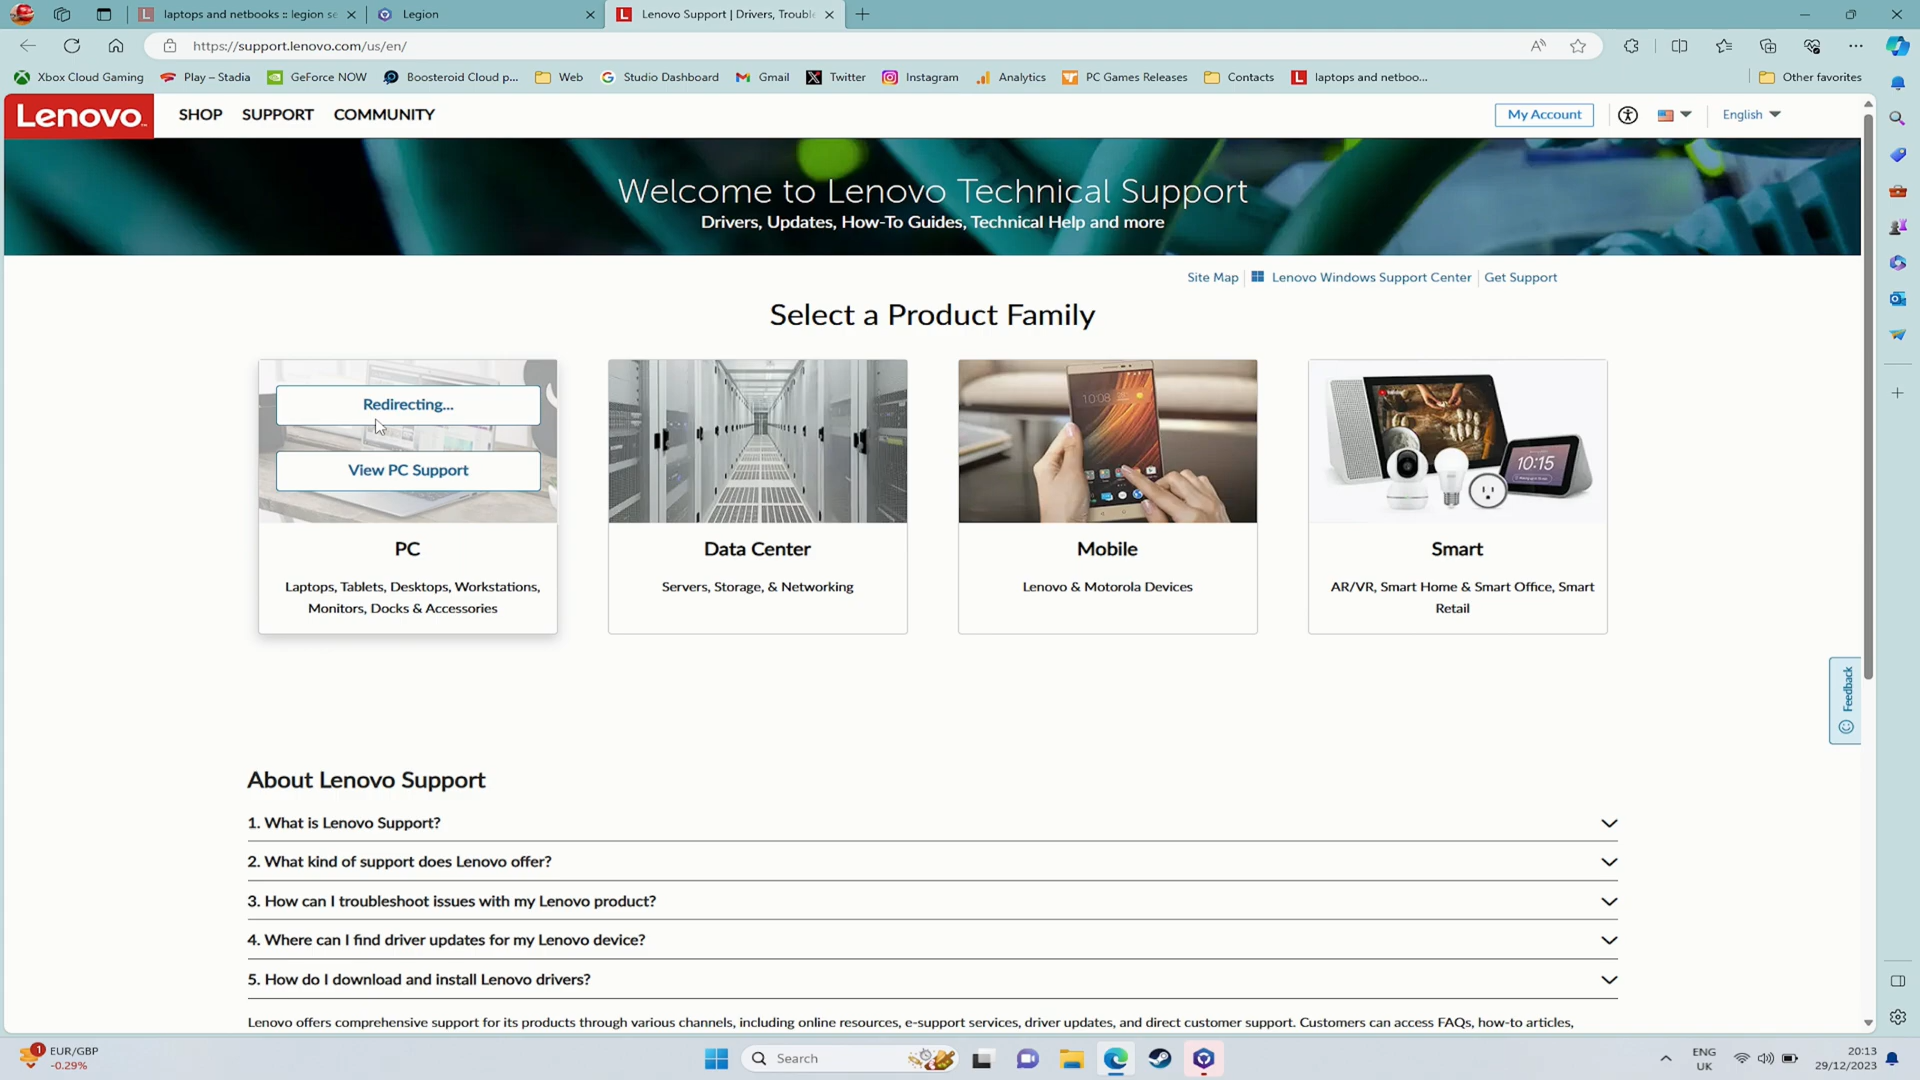 laptops and netbooks :: legion se
Legion
Lenovo Support | Drivers, Troubl
https://support.lenovo.com/us/en/
Xbox Cloud Gaming
Play – Stadia
GeForce NOW
Boosteroid Cloud p...
Web
Studio Dashboard
Gmail
Twitter
Instagram
Analytics
PC Games Releases
Contacts
laptops and netboo...
Other favorites
Lenovo
SHOP
SUPPORT
COMMUNITY
My Account
English
Welcome to Lenovo Technical Support
Drivers, Updates, How-To Guides, Technical Help and more
Site Map
Lenovo Windows Support Center
Get Support
Select a Product Family
Redirecting...
View PC Support
10:08
10:15
PC
Data Center
Mobile
Smart
Laptops, Tablets, Desktops, Workstations,
Monitors, Docks & Accessories
Servers, Storage, & Networking
Lenovo & Motorola Devices
AR/VR, Smart Home & Smart Office, Smart
Retail
Feedback
About Lenovo Support
1. What is Lenovo Support?
2. What kind of support does Lenovo offer?
3. How can I troubleshoot issues with my Lenovo product?
4. Where can I find driver updates for my Lenovo device?
5. How do I download and install Lenovo drivers?
Lenovo offers comprehensive support for its products through various channels, including online resources, e-support services, driver updates, and direct customer support. Customers can access FAQs, how-to articles,
1
EUR/GBP
-0.29%
Search
ENG
UK
20:13
29/12/2023